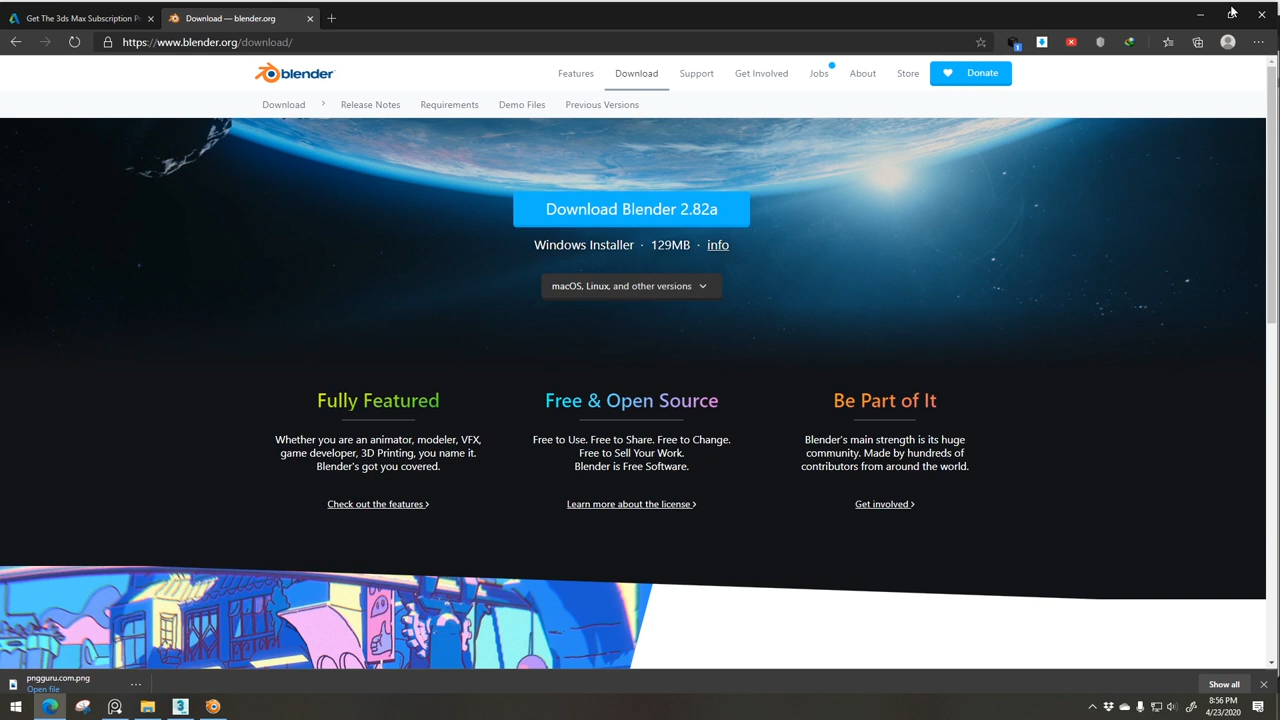 Get The 3ds Max Subscription P
Download — blender.org
https://www.blender.org/download/
1
blender
Features
Download
Support
Get Involved
Jobs
About
Store
Donate
Download
Release Notes
Requirements
Demo Files
Previous Versions
Download Blender 2.82a
Windows Installer · 129MB · info
macOS, Linux, and other versions
Fully Featured
Whether you are an animator, modeler, VFX,
game developer, 3D Printing, you name it.
Blender's got you covered.
Check out the features
Free & Open Source
Free to Use. Free to Share. Free to Change.
Free to Sell Your Work.
Blender is Free Software.
Learn more about the license
Be Part of It
Blender's main strength is its huge
community. Made by hundreds of
contributors from around the world.
Get involved
pngguru.com.png
Open file
Show all
8:56 PM
4/23/2020